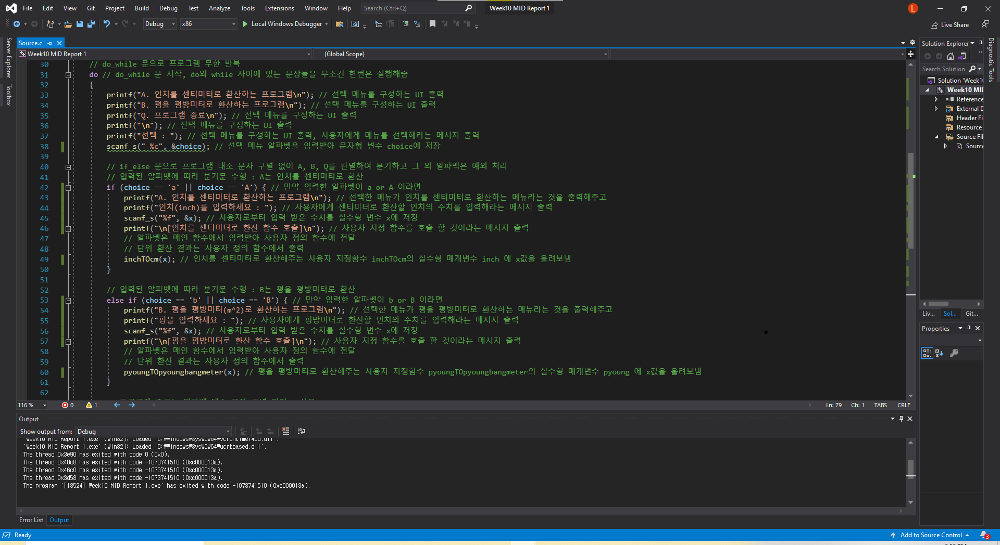 File Edit View Git Project Build Debug Test Analyze Tools Extensions Window Help Search (Ctrl+Q) Week10 MID Report 1 L
Debug x86 Local Windows Debugger Live Share
Server Explorer
Toolbox
Source.c
Week10 MID Report 1 (Global Scope)
30 // do_while 문으로 프로그램 무한 반복
31 do // do_while 문 시작, do와 while 사이에 있는 문장들을 무조건 한번은 실행해줌
32 {
33 printf("A. 인치를 센티미터로 환산하는 프로그램\n"); // 선택 메뉴를 구성하는 UI 출력
34 printf("B. 평을 평방미터로 환산하는 프로그램\n"); // 선택 메뉴를 구성하는 UI 출력
35 printf("Q. 프로그램 종료\n"); // 선택 메뉴를 구성하는 UI 출력
36 printf("\n"); // 선택 메뉴를 구성하는 UI 출력
37 printf("선택 : "); // 선택 메뉴를 구성하는 UI 출력, 사용자에게 메뉴를 선택해라는 메시지 출력
38 scanf_s(" %c", &choice); // 선택 메뉴 알파벳을 입력받아 문자형 변수 choice에 저장
39
40 // if_else 문으로 프로그램 대소 문자 구별 없이 A, B, Q를 판별하여 분기하고 그 외 알파벡은 예외 처리
41 // 입력된 알파벳에 따라 분기문 수행 : A는 인치를 센티미터로 환산
42 if (choice == 'a' || choice == 'A') { // 만약 입력한 알파벳이 a or A 이라면
43 printf("A. 인치를 센티미터로 환산하는 프로그램\n"); // 선택한 메뉴가 인치를 센티미터로 환산하는 메뉴라는 것을 출력해주고
44 printf("인치(inch)를 입력하세요 : "); // 사용자에게 센티미터로 환산할 인치의 수치를 입력해라는 메시지 출력
45 scanf_s("%f", &x); // 사용자로부터 입력 받은 수치를 실수형 변수 x에 저장
46 printf("\n[인치를 센티미터로 환산 함수 호출]\n"); // 사용자 지정 함수를 호출 할 것이라는 메시지 출력
47 // 알파벳은 메인 함수에서 입력받아 사용자 정의 함수에 전달
48 // 단위 환산 결과는 사용자 정의 함수에서 출력
49 inchTOcm(x); // 인치를 센티미터로 환산해주는 사용자 지정함수 inchTOcm의 실수형 매개변수 inch 에 x값을 올려보냄
50 }
51
52 // 입력된 알파벳에 따라 분기문 수행 : B는 평을 평방미터로 환산
53 else if (choice == 'b' || choice == 'B') { // 만약 입력한 알파벳이 b or B 이라면
54 printf("B. 평을 평방미터(m^2)로 환산하는 프로그램\n"); // 선택한 메뉴가 평을 평방미터로 환산하는 메뉴라는 것을 출력해주고
55 printf("평을 입력하세요 : "); // 사용자에게 평방미터로 환산할 인치의 수치를 입력해라는 메시지 출력
56 scanf_s("%f", &x); // 사용자로부터 입력 받은 수치를 실수형 변수 x에 저장
57 printf("\n[평을 평방미터로 환산 함수 호출]\n"); // 사용자 지정 함수를 호출 할 것이라는 메시지 출력
58 // 알파벳은 메인 함수에서 입력받아 사용자 정의 함수에 전달
59 // 단위 환산 결과는 사용자 정의 함수에서 출력
60 pyoungTOpyoungbangmeter(x); // 평을 평방미터로 환산해주는 사용자 지정함수 pyoungTOpyoungbangmeter의 실수형 매개변수 pyoung 에 x값을 올려보냄
61 }
62
116 % 0 1 Ln: 79 Ch: 1 TABS CRLF
Output
Show output from: Debug
'Week10 MID Report 1.exe' (Win32): Loaded 'C:\Windows\SysWOW64\vcruntime140d.dll'.
'Week10 MID Report 1.exe' (Win32): Loaded 'C:\Windows\SysWOW64\ucrtbased.dll'.
The thread 0x3e90 has exited with code 0 (0x0).
The thread 0x40a8 has exited with code -1073741510 (0xc000013a).
The thread 0x46c0 has exited with code -1073741510 (0xc000013a).
The thread 0x3d58 has exited with code -1073741510 (0xc000013a).
The program '[13524] Week10 MID Report 1.exe' has exited with code -1073741510 (0xc000013a).
Error List Output
Ready
Add to Source Control 3
Solution Explorer
Search Solution
Solution 'Week10
Week10 MID
Reference
External D
Header Fi
Resource
Source Fil
Source
Liv... Sol... Git...
Properties
Diagnostic Tools